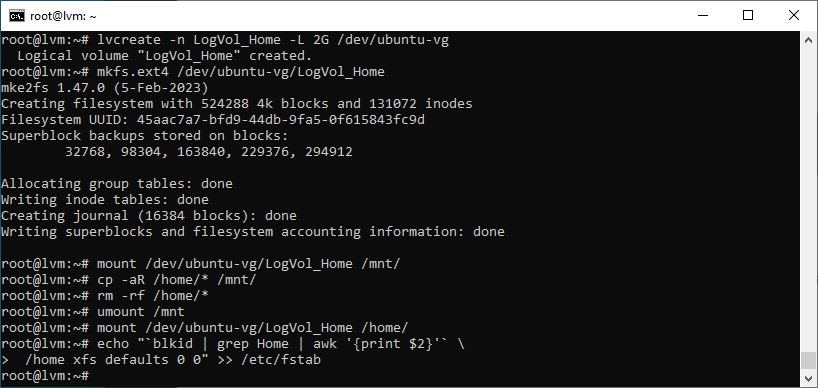 root@lvm: ~
root@lvm:~# lvcreate -n LogVol_Home -L 2G /dev/ubuntu-vg
  Logical volume "LogVol_Home" created.
root@lvm:~# mkfs.ext4 /dev/ubuntu-vg/LogVol_Home
mke2fs 1.47.0 (5-Feb-2023)
Creating filesystem with 524288 4k blocks and 131072 inodes
Filesystem UUID: 45aac7a7-bfd9-44db-9fa5-0f615843fc9d
Superblock backups stored on blocks:
        32768, 98304, 163840, 229376, 294912
Allocating group tables: done
Writing inode tables: done
Creating journal (16384 blocks): done
Writing superblocks and filesystem accounting information: done
root@lvm:~# mount /dev/ubuntu-vg/LogVol_Home /mnt/
root@lvm:~# cp -aR /home/* /mnt/
root@lvm:~# rm -rf /home/*
root@lvm:~# umount /mnt
root@lvm:~# mount /dev/ubuntu-vg/LogVol_Home /home/
root@lvm:~# echo "`blkid | grep Home | awk '{print $2}'` \
>  /home xfs defaults 0 0" >> /etc/fstab
root@lvm:~#